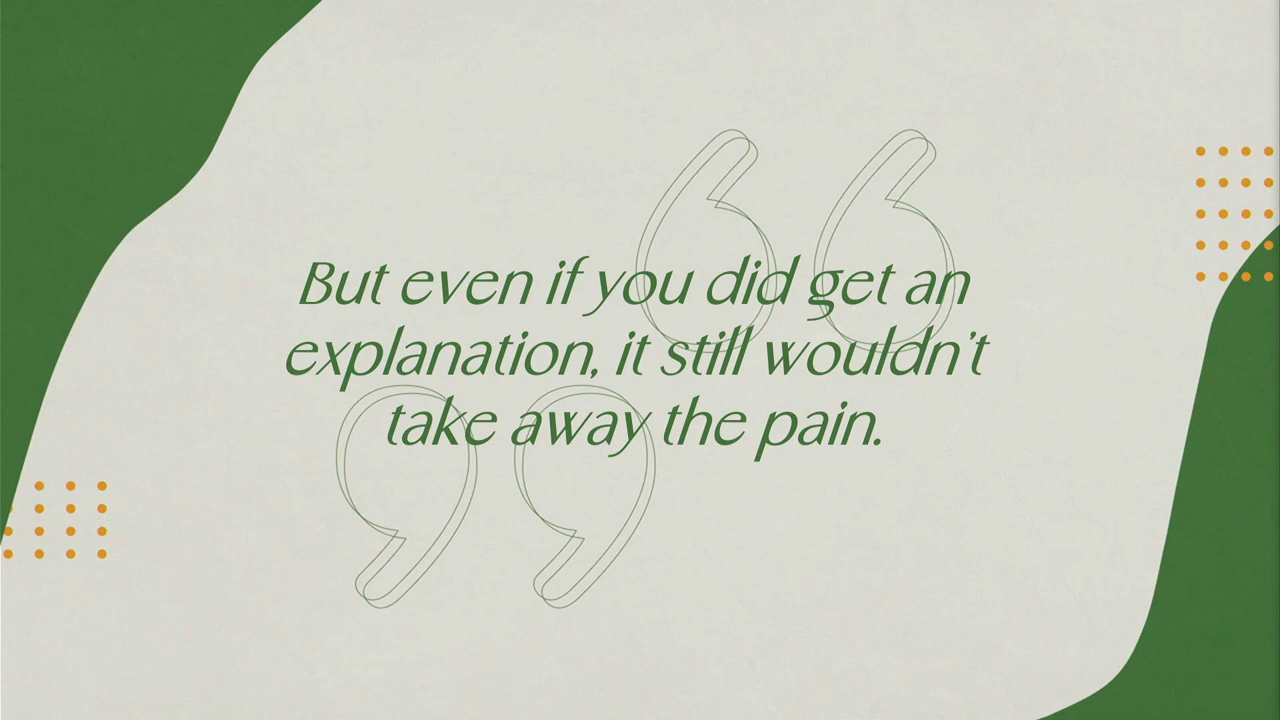 But even if you did get an
explanation, it still wouldn't
take away the pain.